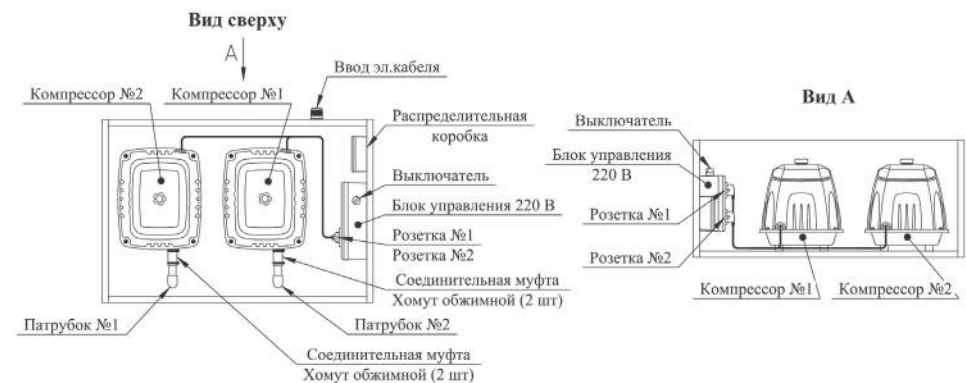 Вид сверху
А
Ввод эл.кабеля
Компрессор №2
Компрессор №1
Распределительная
коробка
Выключатель
Блок управления 220 В
Розетка №1
Розетка №2
Соединительная муфта
Хомут обжимной (2 шт)
Патрубок №1
Патрубок №2
Соединительная муфта
Хомут обжимной (2 шт)
Вид А
Выключатель
Блок управления
220 В
Розетка №1
Розетка №2
Компрессор №1
Компрессор №2